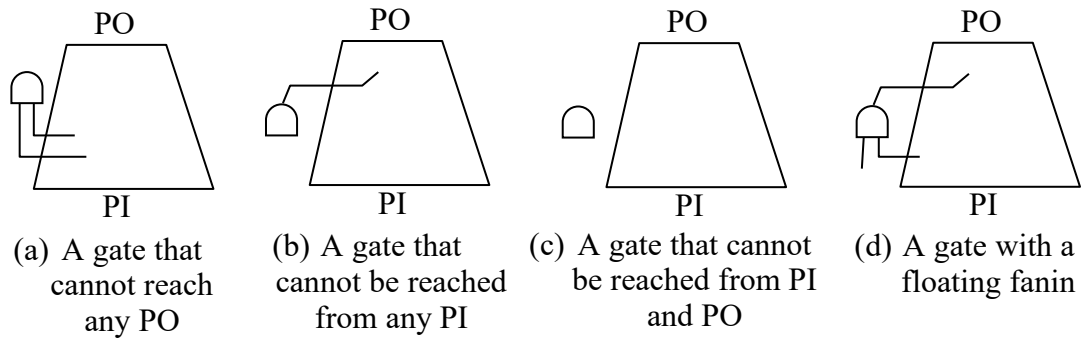 PO
PO
PO
PO
PI
PI
PI
PI
(a) A gate that
cannot reach
any PO
(b) A gate that
cannot be reached
from any PI
(c) A gate that cannot
be reached from PI
and PO
(d) A gate with a
floating fanin